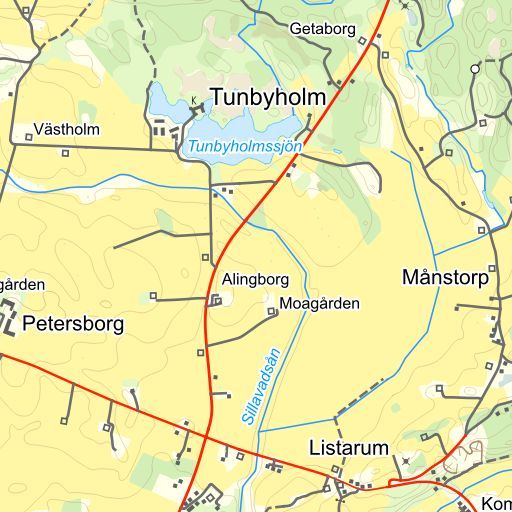 Getaborg
K
Tunbyholm
Västholm
Tunbyholmssjön
Alingborg
Månstorp
gården
Moagården
Petersborg
Sillavadsån
Listarum
Kom